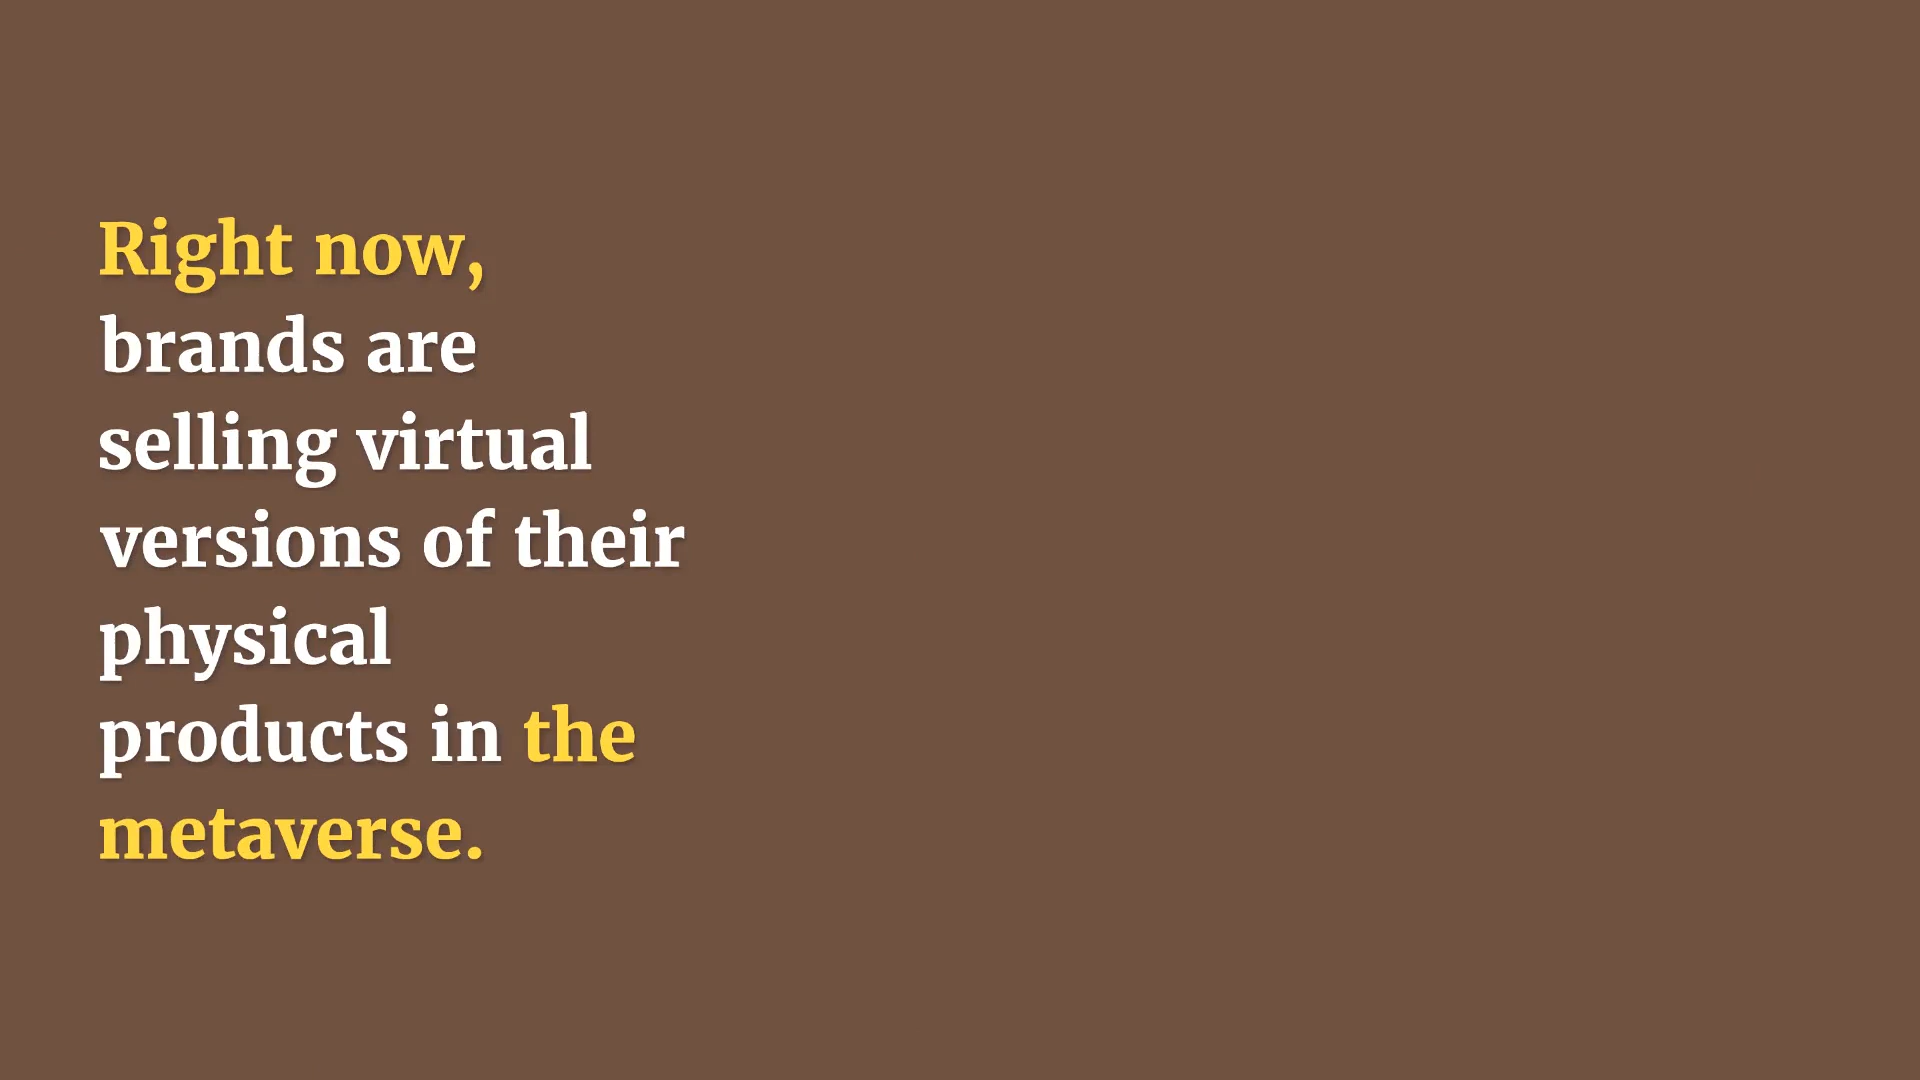 Right now,
brands are
selling virtual
versions of their
physical
products in the
metaverse.